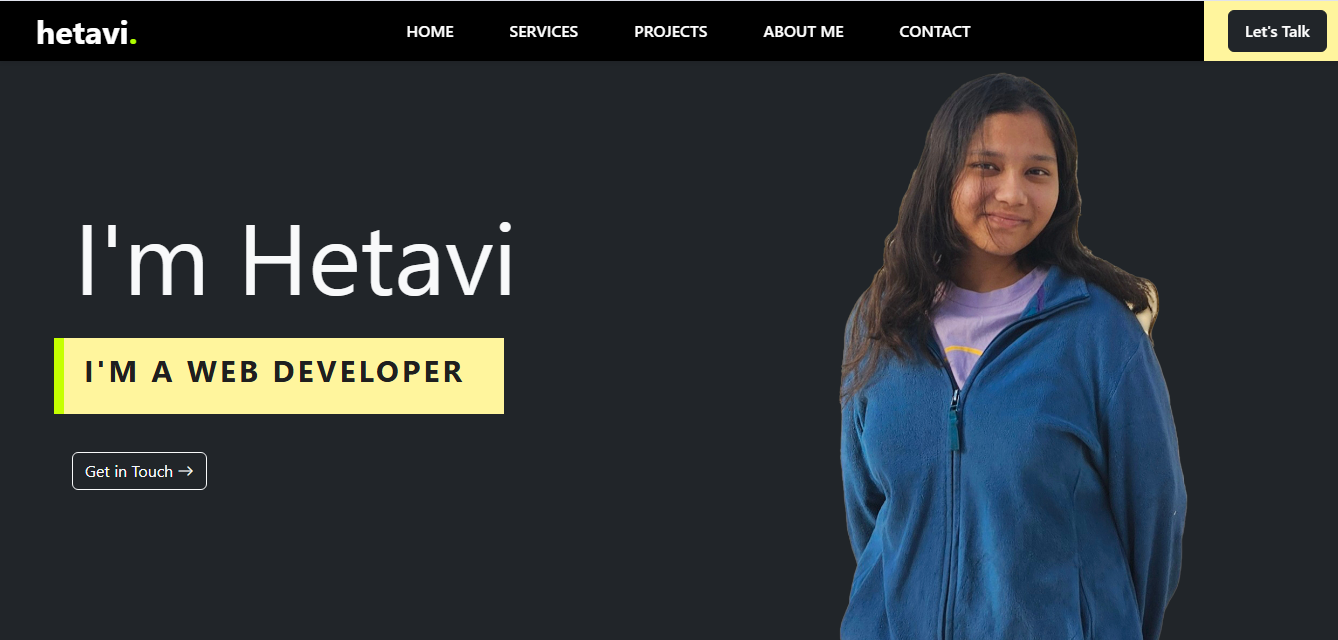 hetavi.
HOME SERVICES PROJECTS ABOUT ME CONTACT
Let's Talk
I'm Hetavi
I'M A WEB DEVELOPER
Get in Touch →